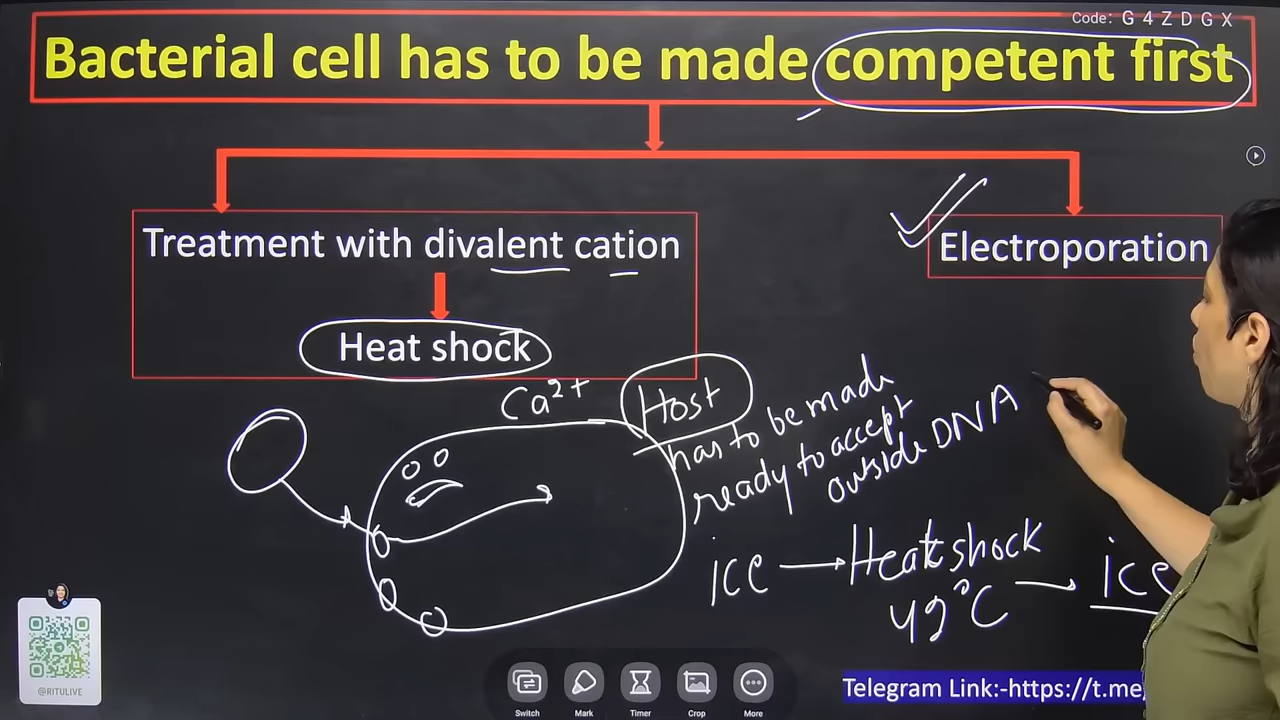 Code: G 4 Z D G X
Bacterial cell has to be made competent first
Treatment with divalent cation
Electroporation
Heat shock
Ca²⁺
Host
has to be made
ready to accept
outside DNA
ice → Heat shock → ice
49°C
@RITULIVE
Switch Mark Timer Crop More
Telegram Link:-https://t.me/